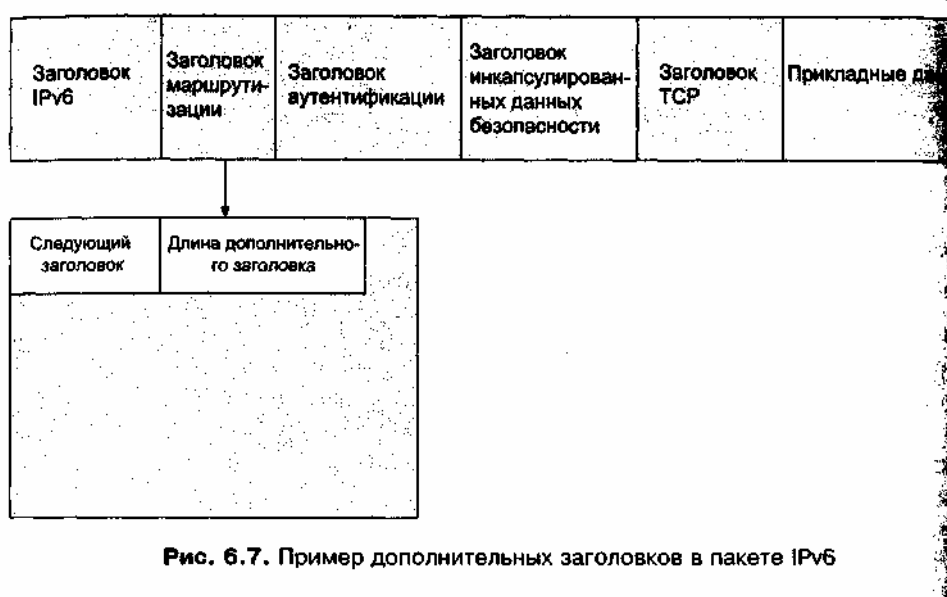 Заголовок
IPv6
Заголовок
маршрути-
зации
Заголовок
аутентификации
Заголовок
инкапсулирован-
ных данных
безопасности
Заголовок
TCP
Прикладные
Следующий
заголовок
Длина дополнительно-
го заголовка
Рис. 6.7. Пример дополнительных заголовков в пакете IPv6